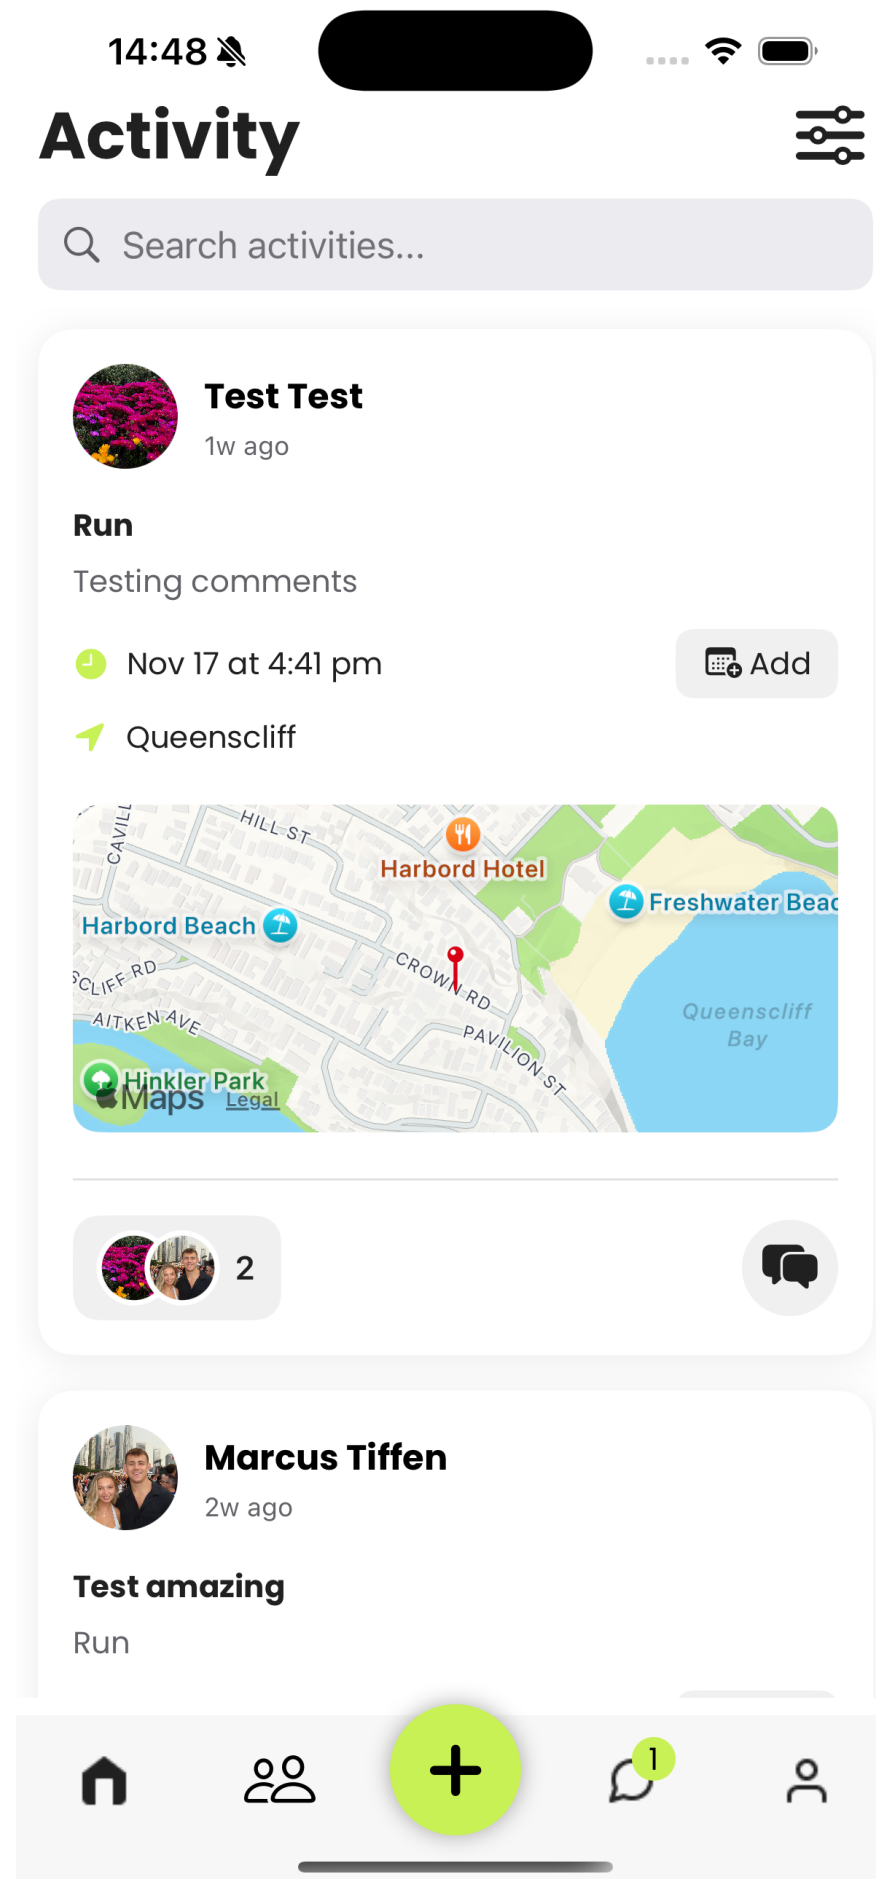 14:48
Activity
Search activities...
Test Test
1w ago
Run
Testing comments
Nov 17 at 4:41 pm
Add
Queenscliff
CAVILL
HILL ST
Harbord Hotel
Freshwater Beac
Harbord Beach
CROWN RD
SCLIFF RD
Queenscliff
Bay
AITKEN AVE
PAVILION ST
Hinkler Park
Maps Legal
2
Marcus Tiffen
2w ago
Test amazing
Run
1